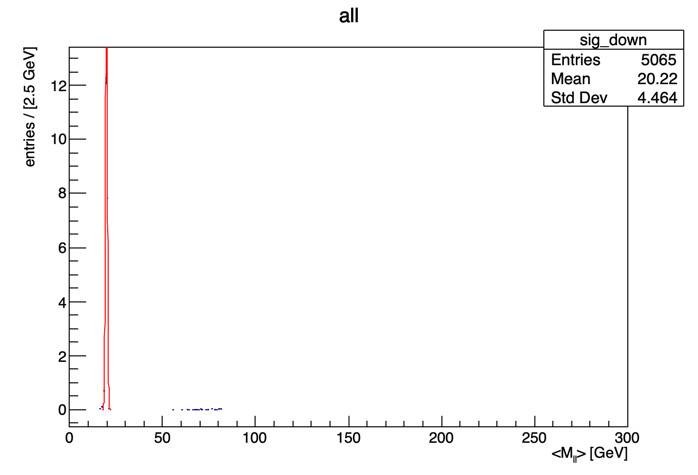 all
sig_down
Entries 5065
Mean 20.22
Std Dev 4.464
entries / [2.5 GeV]
12
10
8
6
4
2
0
0 50 100 150 200 250 300
<M_ll> [GeV]